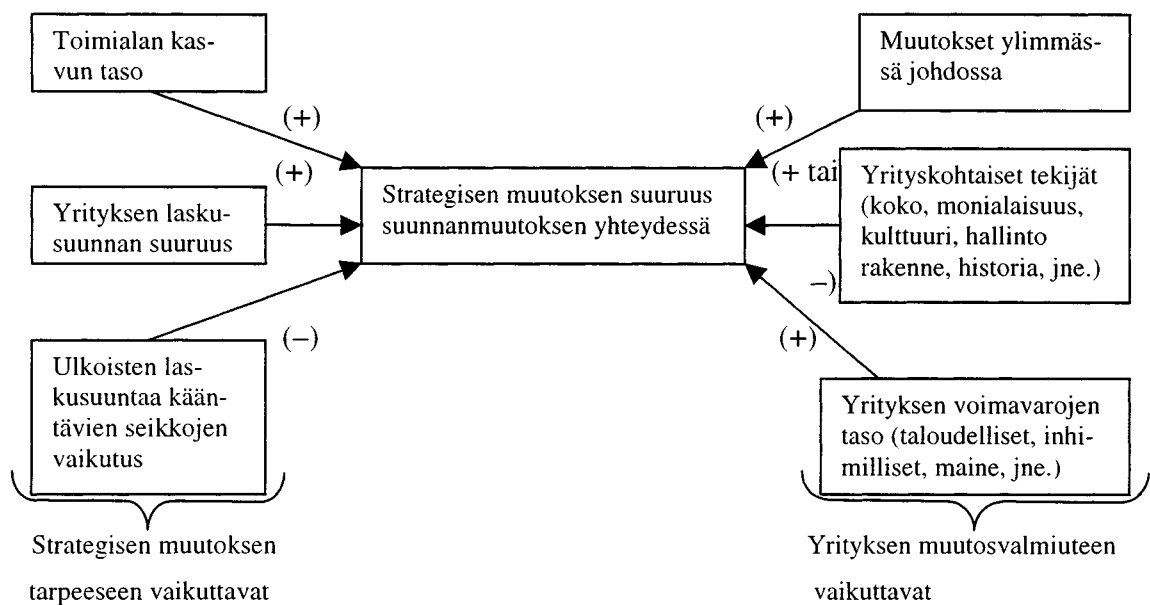 Toimialan kas-
vun taso
(+)
Yrityksen lasku-
suunnan suuruus
(+)
Ulkoisten las-
kusuuntaa kään-
tävien seikkojen
vaikutus
(–)
Strategisen muutoksen
tarpeeseen vaikuttavat
Strategisen muutoksen suuruus
suunnanmuutoksen yhteydessä
Muutokset ylimmäs-
sä johdossa
(+)
(+ tai
–)
Yrityskohtaiset tekijät
(koko, monialaisuus,
kulttuuri, hallinto
rakenne, historia, jne.)
(+)
Yrityksen voimavarojen
taso (taloudelliset, inhi-
milliset, maine, jne.)
Yrityksen muutosvalmiuteen
vaikuttavat